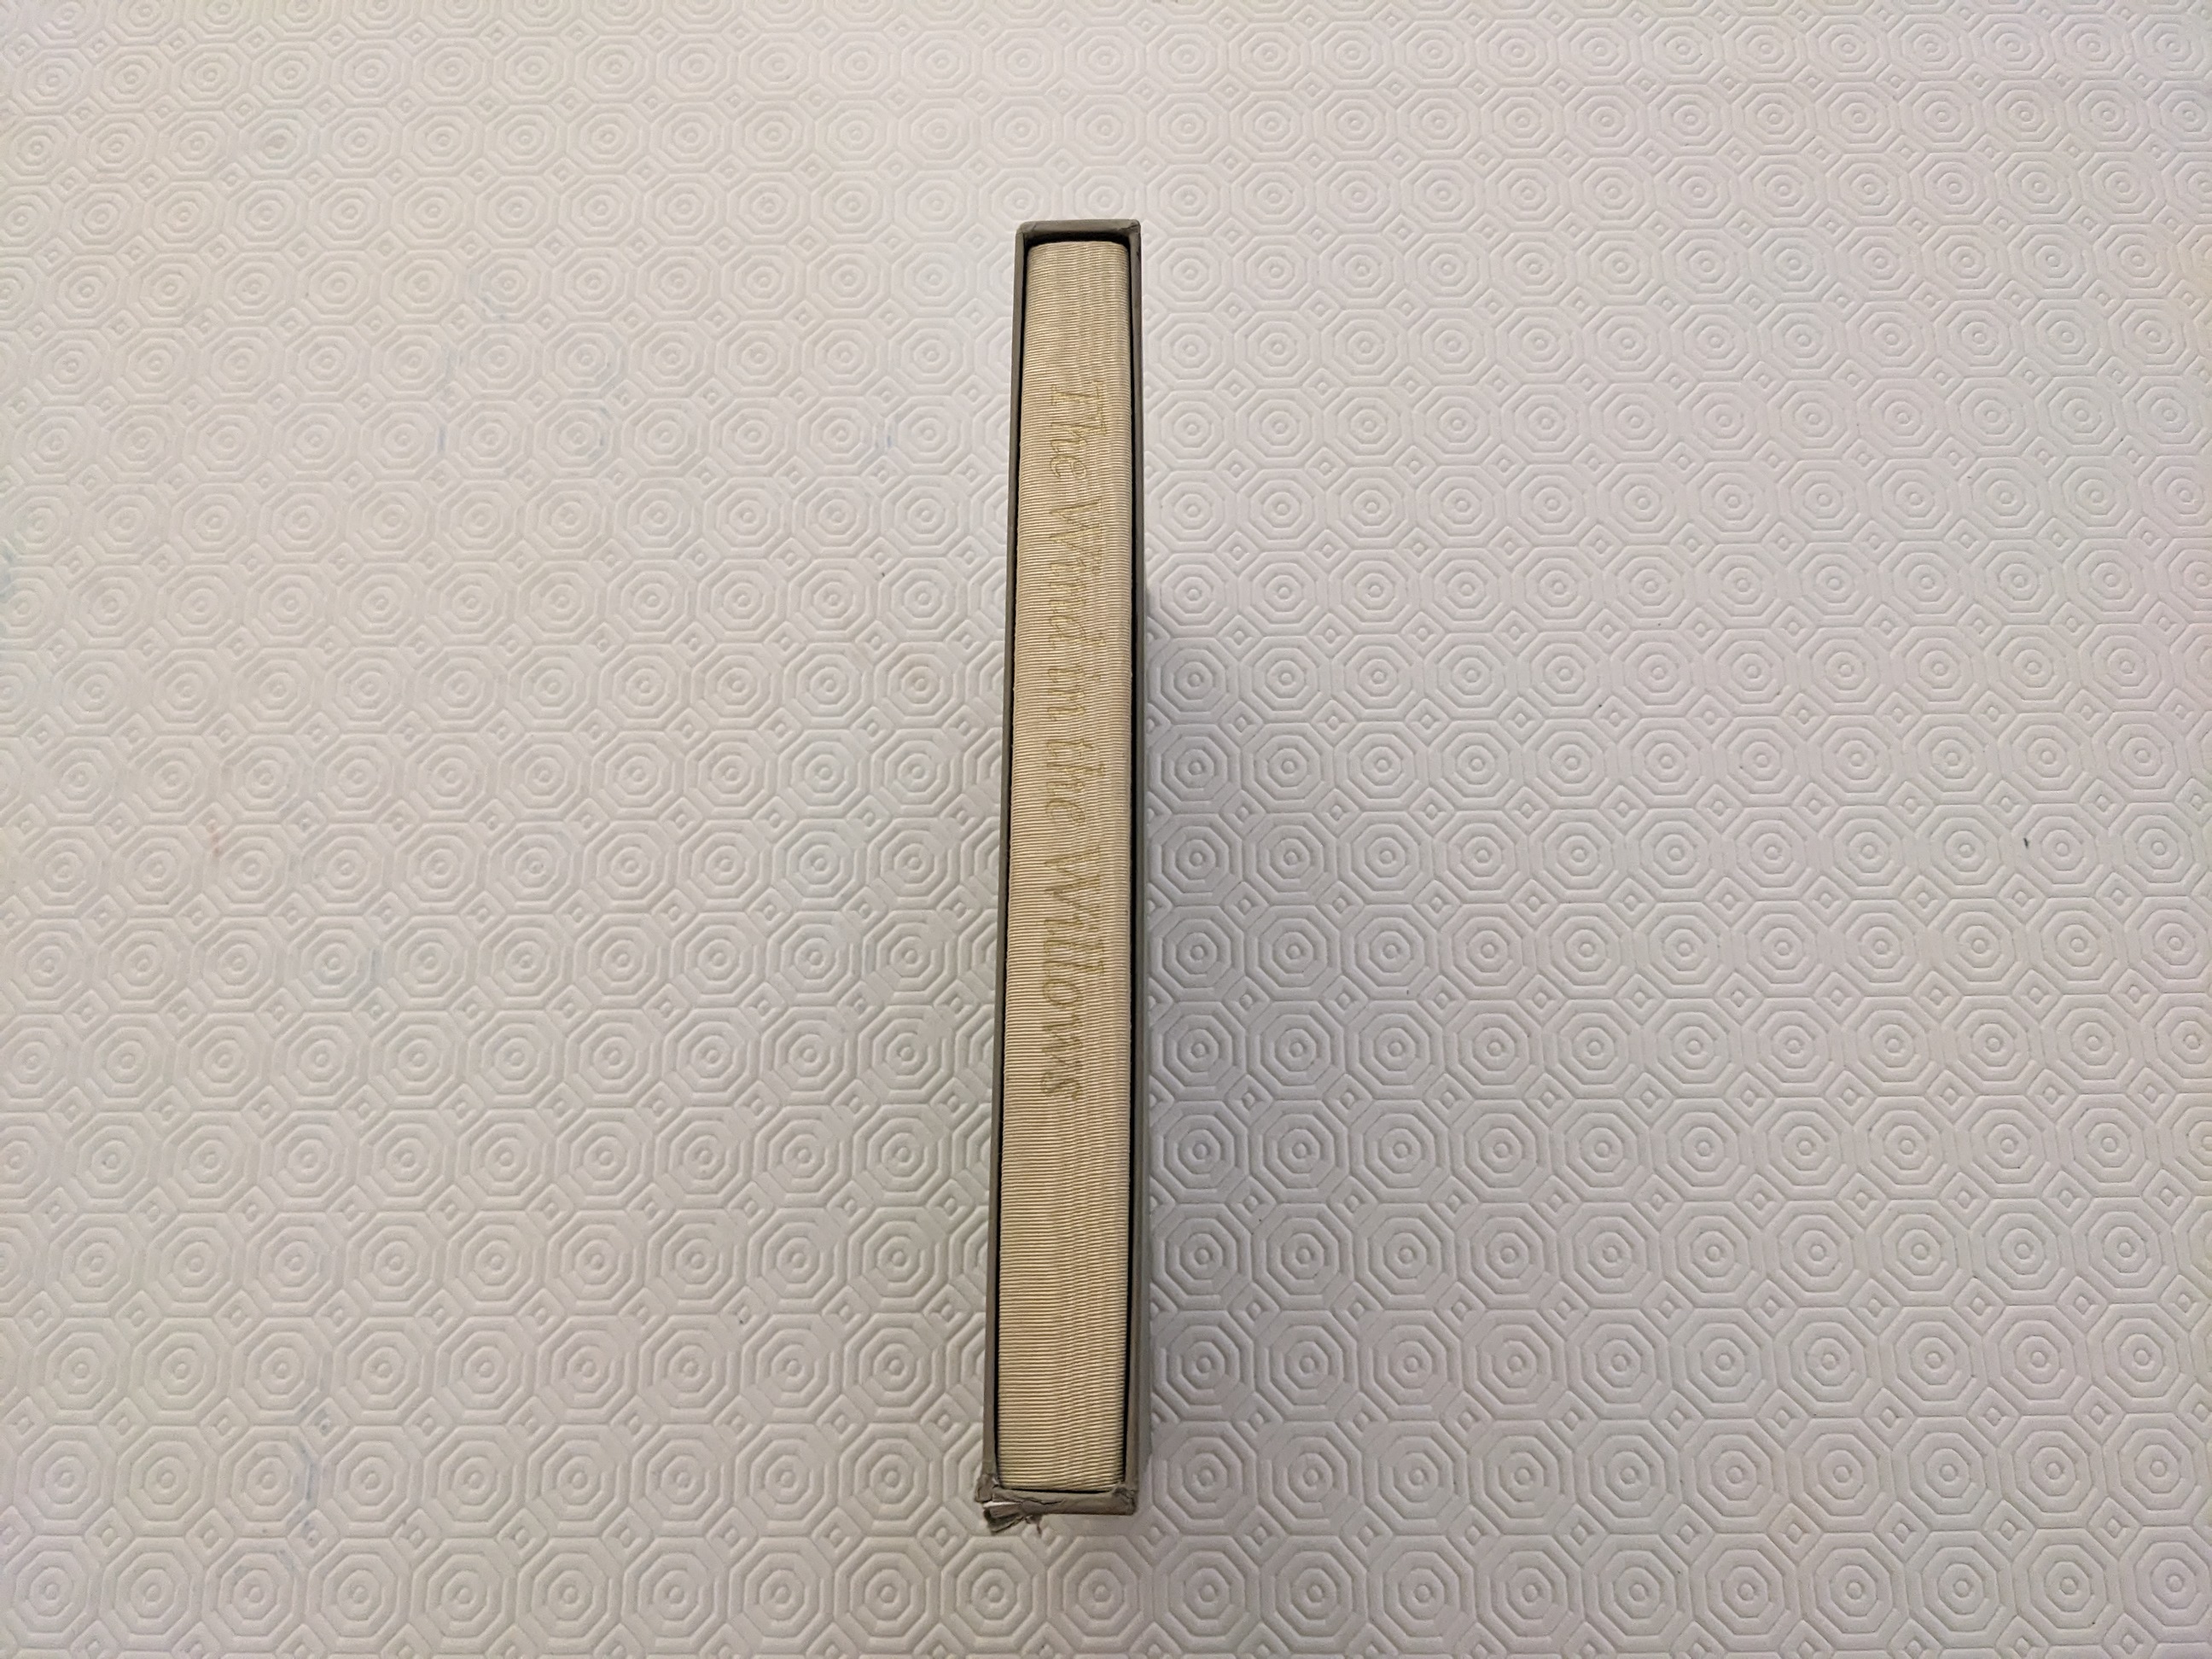 The Wind in the Willows